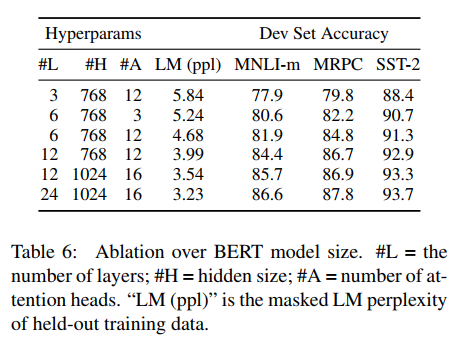 Hyperparams Dev Set Accuracy
#L #H #A LM (ppl) MNLI-m MRPC SST-2
3 768 12 5.84 77.9 79.8 88.4
6 768 3 5.24 80.6 82.2 90.7
6 768 12 4.68 81.9 84.8 91.3
12 768 12 3.99 84.4 86.7 92.9
12 1024 16 3.54 85.7 86.9 93.3
24 1024 16 3.23 86.6 87.8 93.7
Table 6: Ablation over BERT model size. #L = the
number of layers; #H = hidden size; #A = number of at-
tention heads. “LM (ppl)” is the masked LM perplexity
of held-out training data.